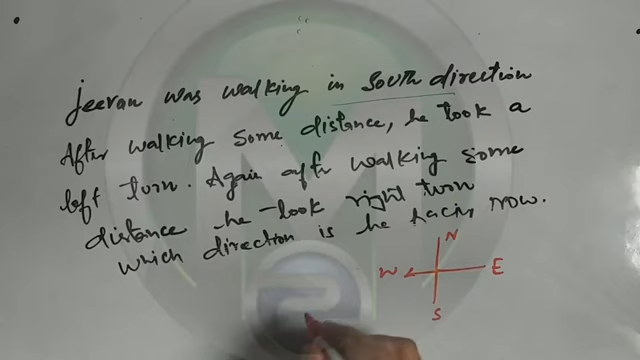 Jeevan was walking in South direction
After walking some distance, he took a
left turn. Again aftr walking some
distance he took right turn
which direction is he facing now.
N
W E
S